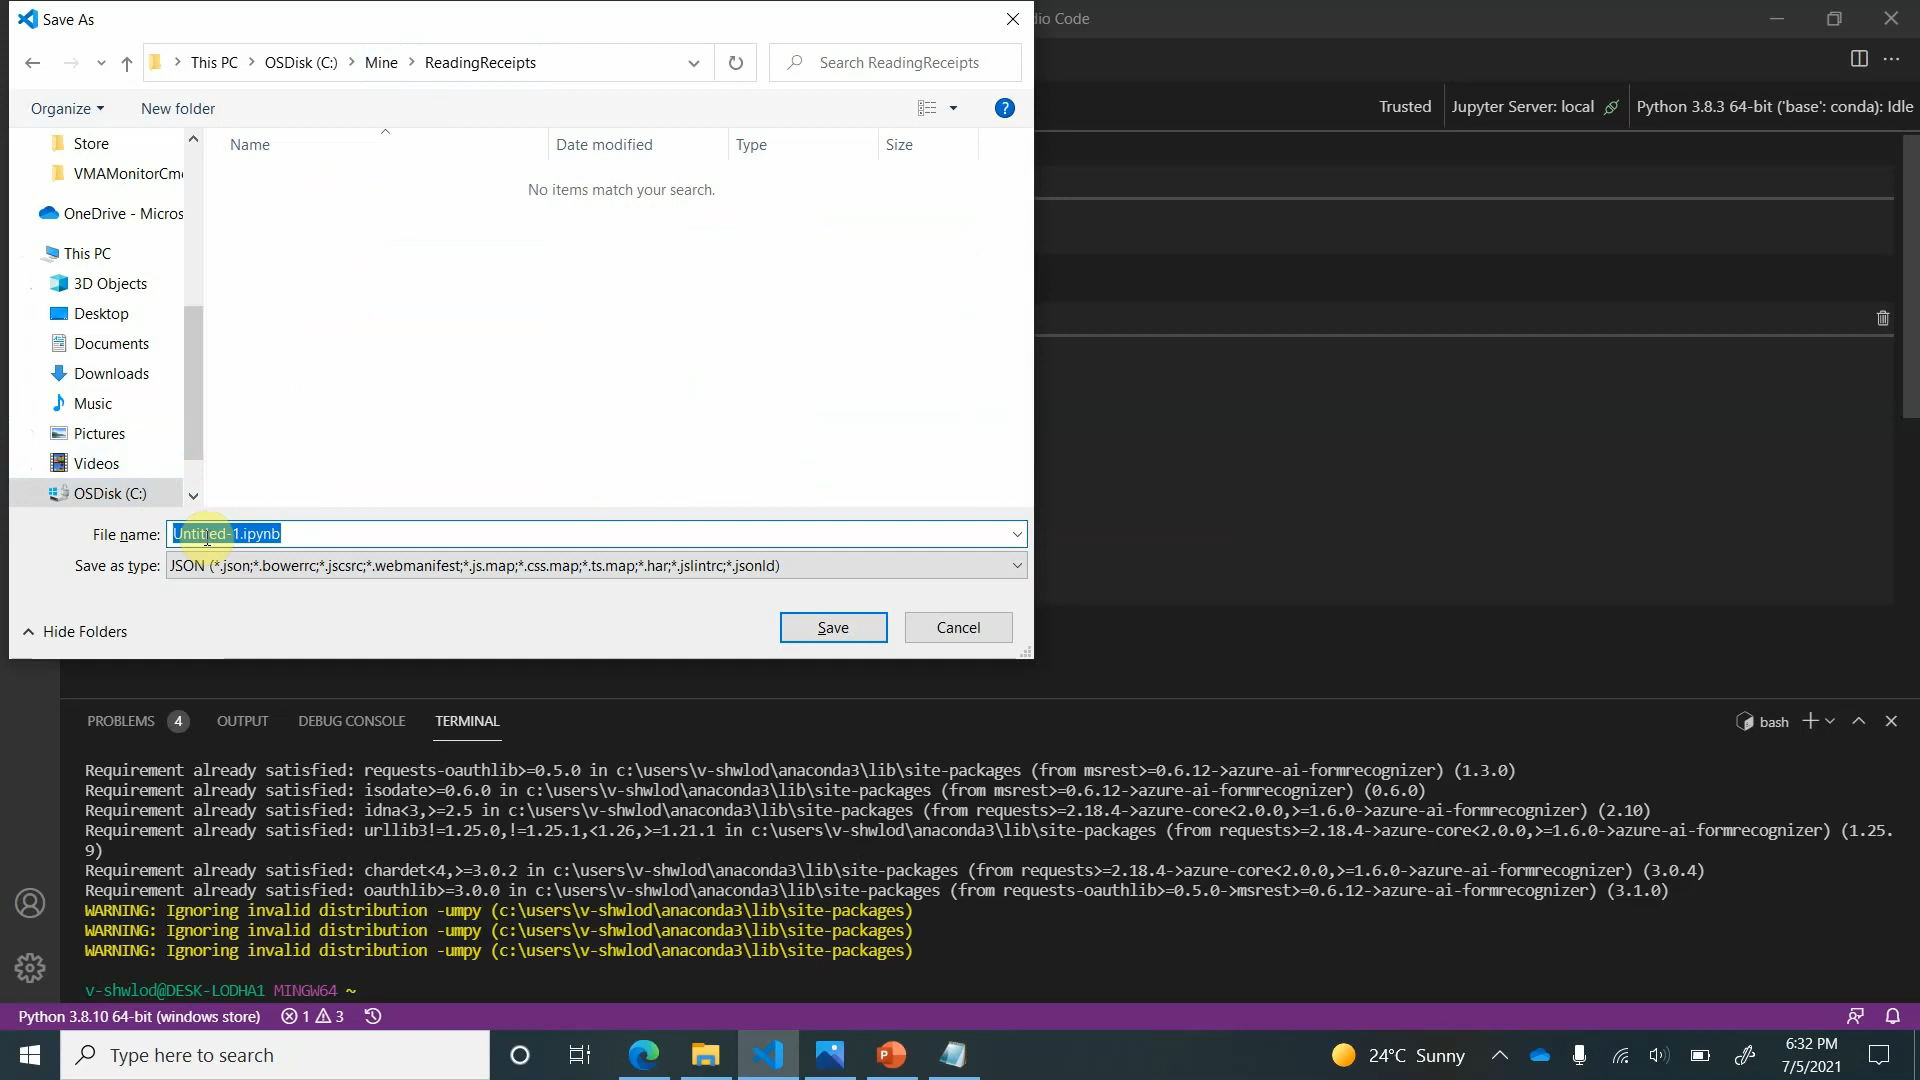 Save As
dio Code
This PC > OSDisk (C:) > Mine > ReadingReceipts
Search ReadingReceipts
Organize
New folder
Trusted
Jupyter Server: local
Python 3.8.3 64-bit ('base': conda): Idle
Store
VMAMonitorCm
OneDrive - Micros
This PC
3D Objects
Desktop
Documents
Downloads
Music
Pictures
Videos
OSDisk (C:)
Name
Date modified
Type
Size
No items match your search.
File name: Untitled-1.ipynb
Save as type: JSON (*.json;*.bowerrc;*.jscsrc;*.webmanifest;*.js.map;*.css.map;*.ts.map;*.har;*.jslintrc;*.jsonld)
Hide Folders
Save
Cancel
PROBLEMS 4 OUTPUT DEBUG CONSOLE TERMINAL
bash
Requirement already satisfied: requests-oauthlib>=0.5.0 in c:\users\v-shwlod\anaconda3\lib\site-packages (from msrest>=0.6.12->azure-ai-formrecognizer) (1.3.0)
Requirement already satisfied: isodate>=0.6.0 in c:\users\v-shwlod\anaconda3\lib\site-packages (from msrest>=0.6.12->azure-ai-formrecognizer) (0.6.0)
Requirement already satisfied: idna<3,>=2.5 in c:\users\v-shwlod\anaconda3\lib\site-packages (from requests>=2.18.4->azure-core<2.0.0,>=1.6.0->azure-ai-formrecognizer) (2.10)
Requirement already satisfied: urllib3!=1.25.0,!=1.25.1,<1.26,>=1.21.1 in c:\users\v-shwlod\anaconda3\lib\site-packages (from requests>=2.18.4->azure-core<2.0.0,>=1.6.0->azure-ai-formrecognizer) (1.25.
9)
Requirement already satisfied: chardet<4,>=3.0.2 in c:\users\v-shwlod\anaconda3\lib\site-packages (from requests>=2.18.4->azure-core<2.0.0,>=1.6.0->azure-ai-formrecognizer) (3.0.4)
Requirement already satisfied: oauthlib>=3.0.0 in c:\users\v-shwlod\anaconda3\lib\site-packages (from requests-oauthlib>=0.5.0->msrest>=0.6.12->azure-ai-formrecognizer) (3.1.0)
WARNING: Ignoring invalid distribution -umpy (c:\users\v-shwlod\anaconda3\lib\site-packages)
WARNING: Ignoring invalid distribution -umpy (c:\users\v-shwlod\anaconda3\lib\site-packages)
WARNING: Ignoring invalid distribution -umpy (c:\users\v-shwlod\anaconda3\lib\site-packages)
v-shwlod@DESK-LODHA1 MINGW64 ~
Python 3.8.10 64-bit (windows store) 1 3
Type here to search
24°C Sunny
6:32 PM
7/5/2021